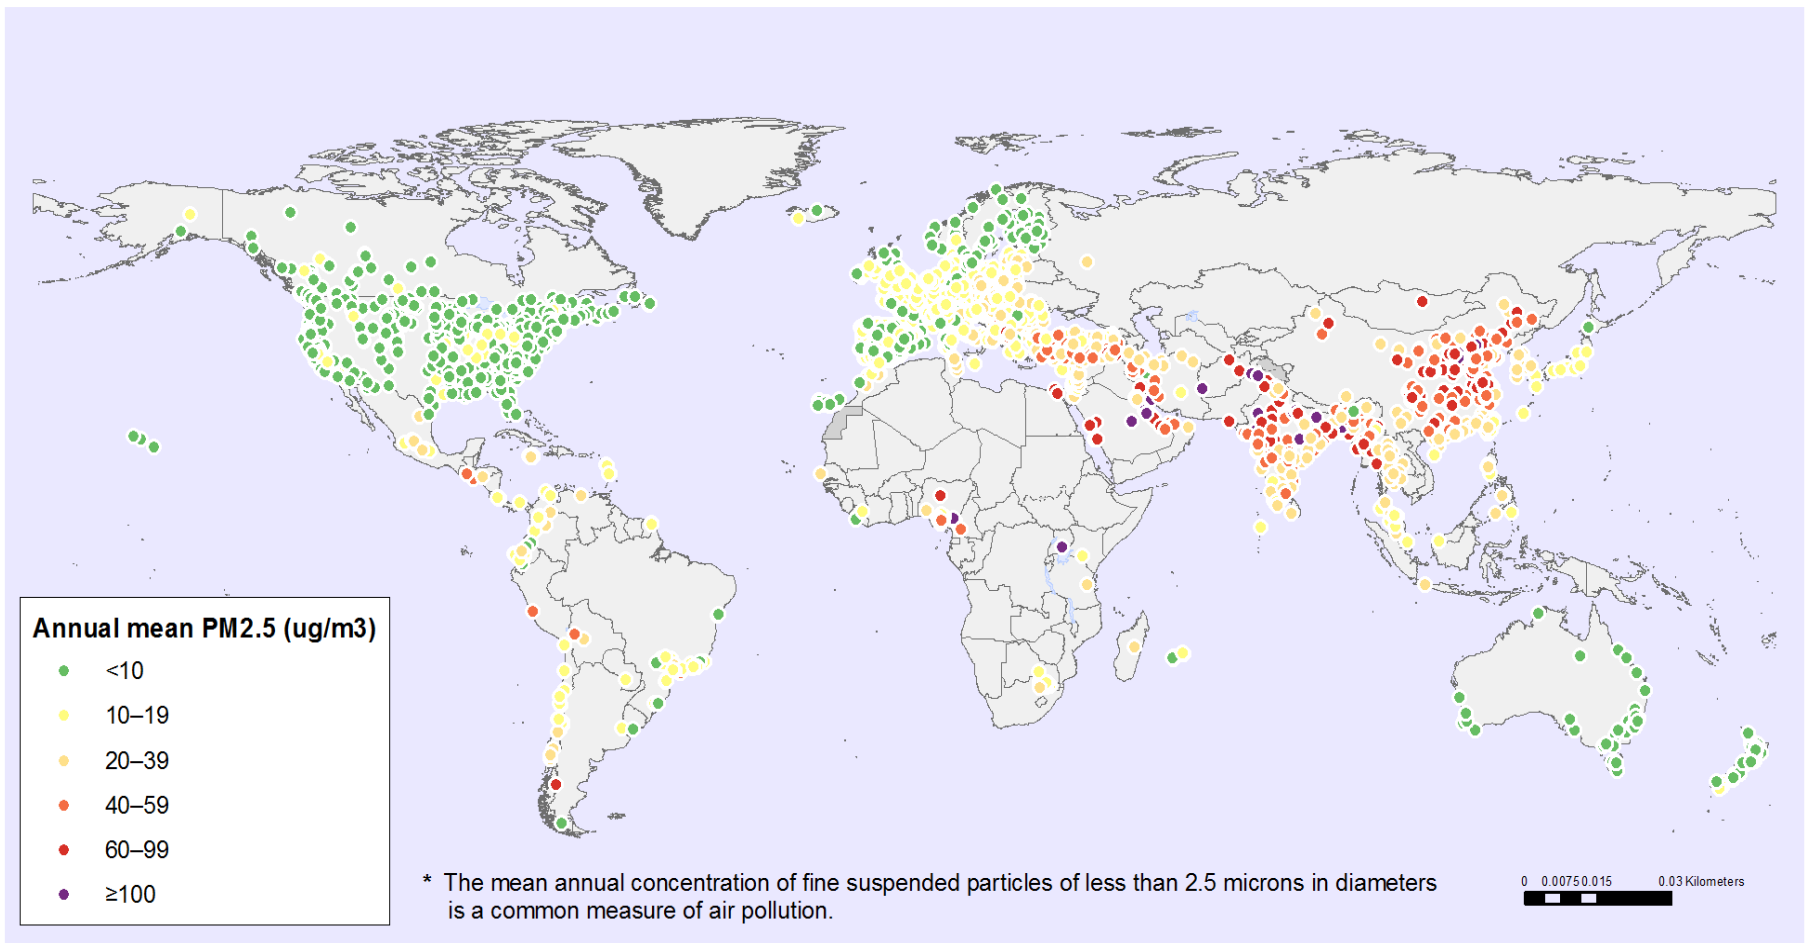 Annual mean PM2.5 (ug/m3)
<10
10–19
20–39
40–59
60–99
≥100
* The mean annual concentration of fine suspended particles of less than 2.5 microns in diameters
is a common measure of air pollution.
0 0.0075 0.015 0.03 Kilometers